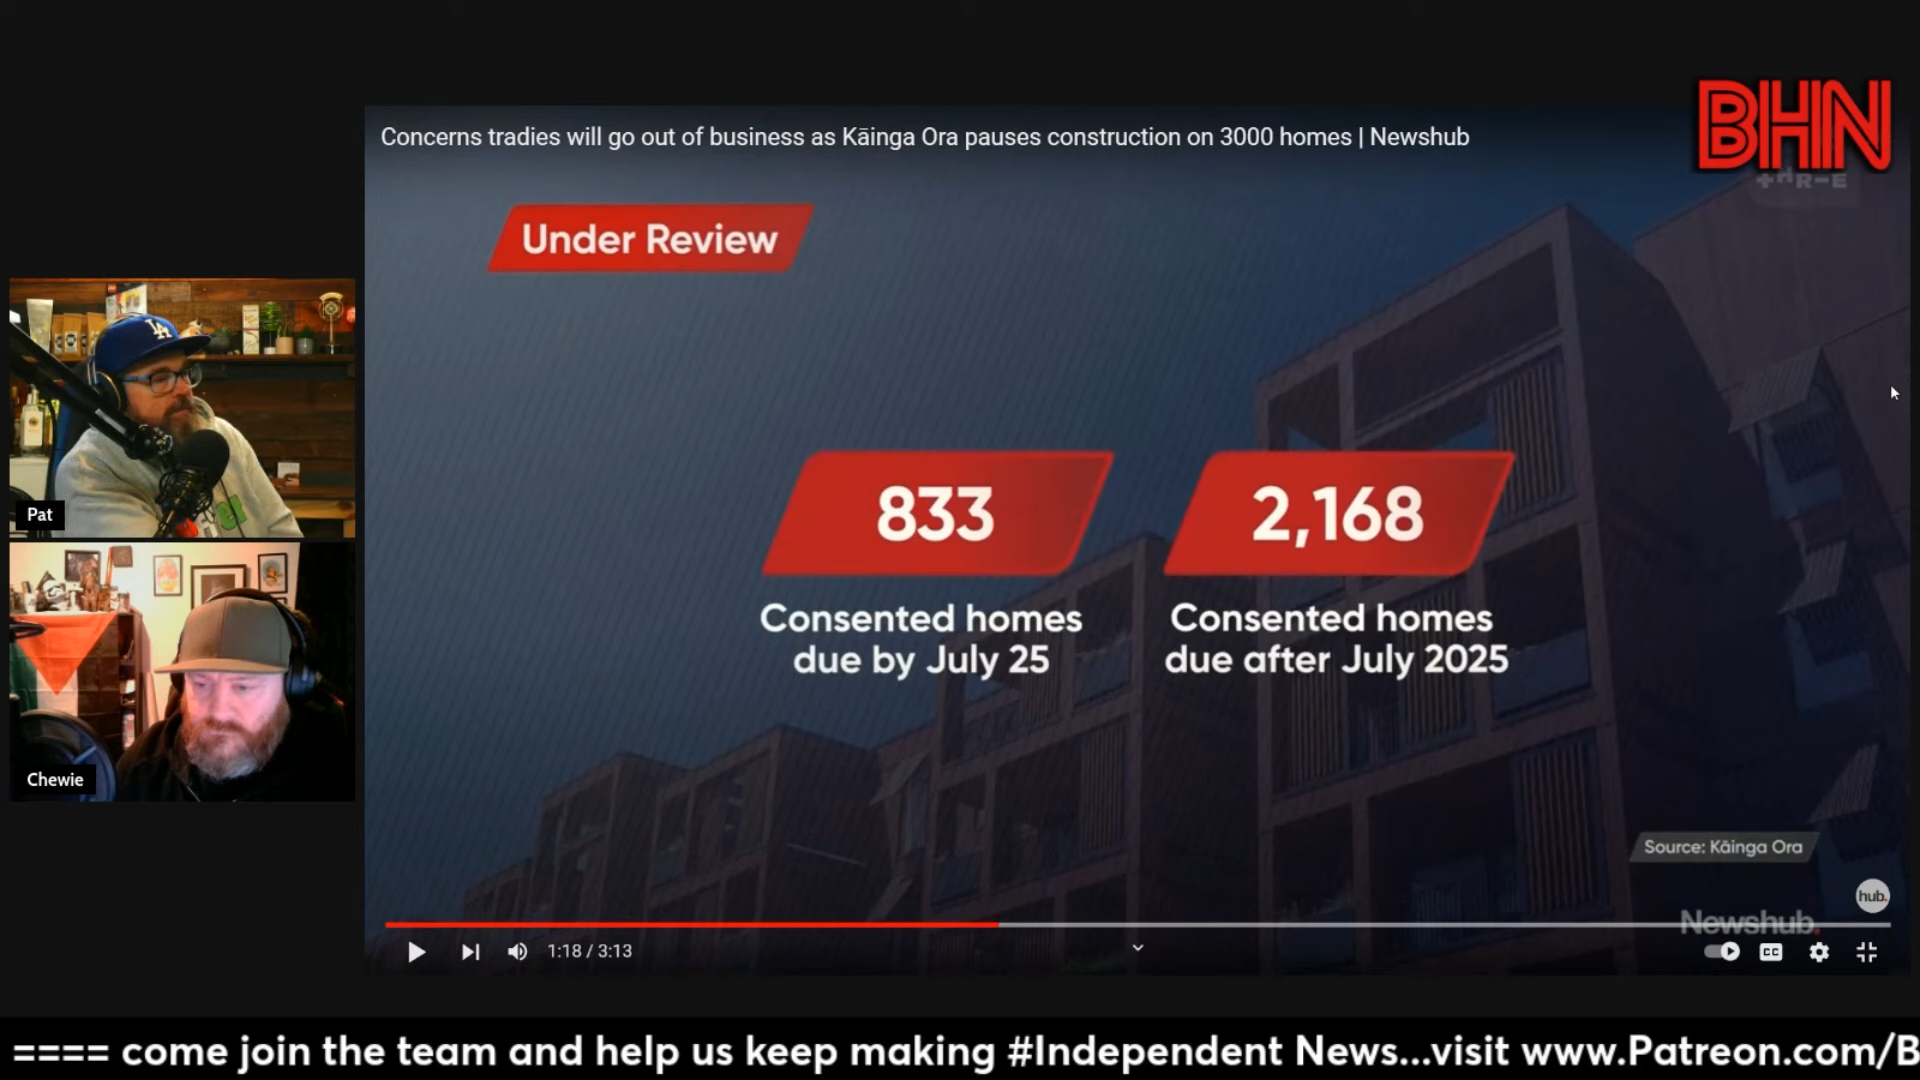 BHN
Concerns tradies will go out of business as Kāinga Ora pauses construction on 3000 homes | Newshub
Under Review
LA
833
2,168
Consented homes
due by July 25
Consented homes
due after July 2025
Pat
Chewie
Source: Kāinga Ora
hub.
Newshub.
1:18 / 3:13
CC
==== come join the team and help us keep making #Independent News...visit www.Patreon.com/B